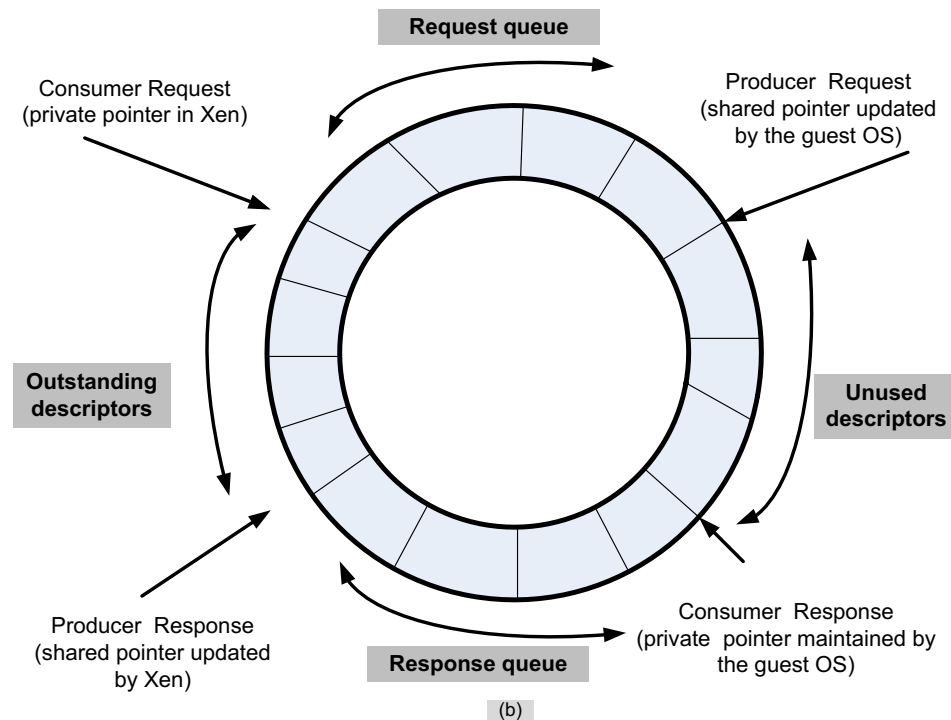 Request queue
Consumer Request
(private pointer in Xen)
Producer Request
(shared pointer updated
by the guest OS)
Outstanding
descriptors
Unused
descriptors
Producer Response
(shared pointer updated
by Xen)
Response queue
Consumer Response
(private pointer maintained by
the guest OS)
(b)